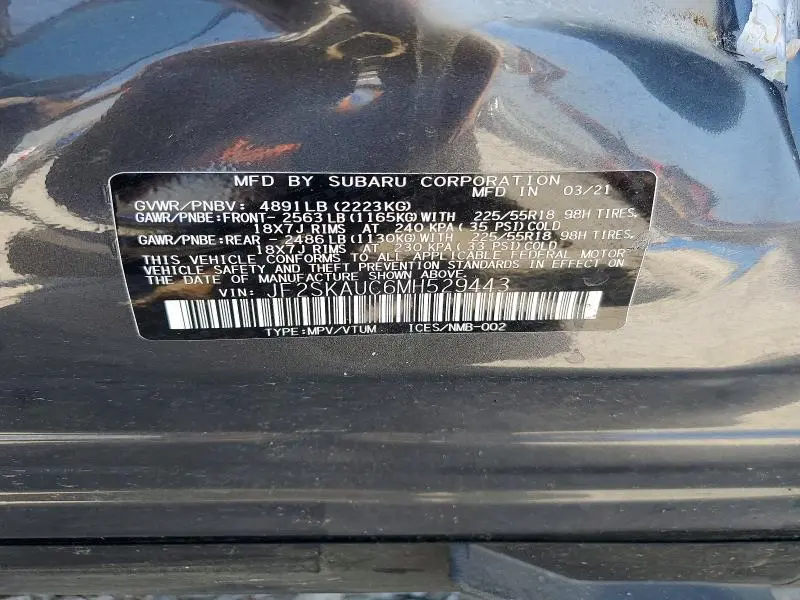 MFD BY SUBARU CORPORATION
MFD IN 03/21
GVWR/PNBV: 4891LB (2223KG)
GAWR/PNBE:FRONT- 2563LB(1165KG)WITH 225/55R18 98H TIRES.
18X7J RIMS AT 240 KPA(35 PSI)COLD
GAWR/PNBE:REAR -2486LB(1130KG)WITH 225/55R18 98H TIRES.
18X7J RIMS AT 230 KPA(33 PSI)COLD
THIS VEHICLE CONFORMS TO ALL APPLICABLE FEDERAL MOTOR
VEHICLE SAFETY AND THEFT PREVENTION STANDARDS IN EFFECT ON
THE DATE OF MANUFACTURE SHOWN ABOVE.
VIN: JF2SKAUC6MH529443
TYPE:MPV/VTUM ICES/NMB-002